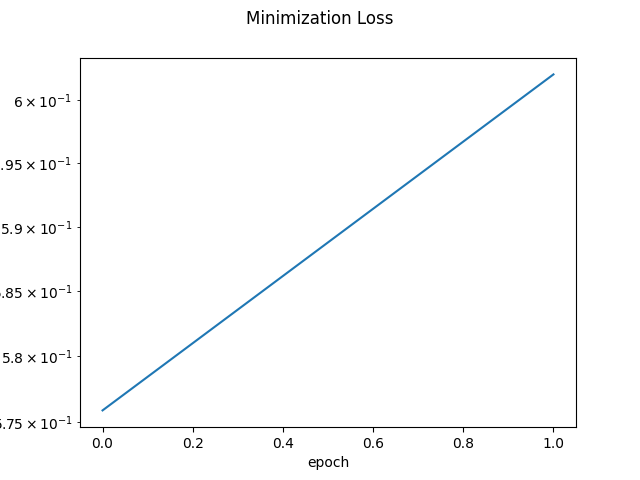 Minimization Loss
6 × 10⁻¹
.95 × 10⁻¹
5.9 × 10⁻¹
.85 × 10⁻¹
5.8 × 10⁻¹
5.75 × 10⁻¹
0.0 0.2 0.4 0.6 0.8 1.0
epoch